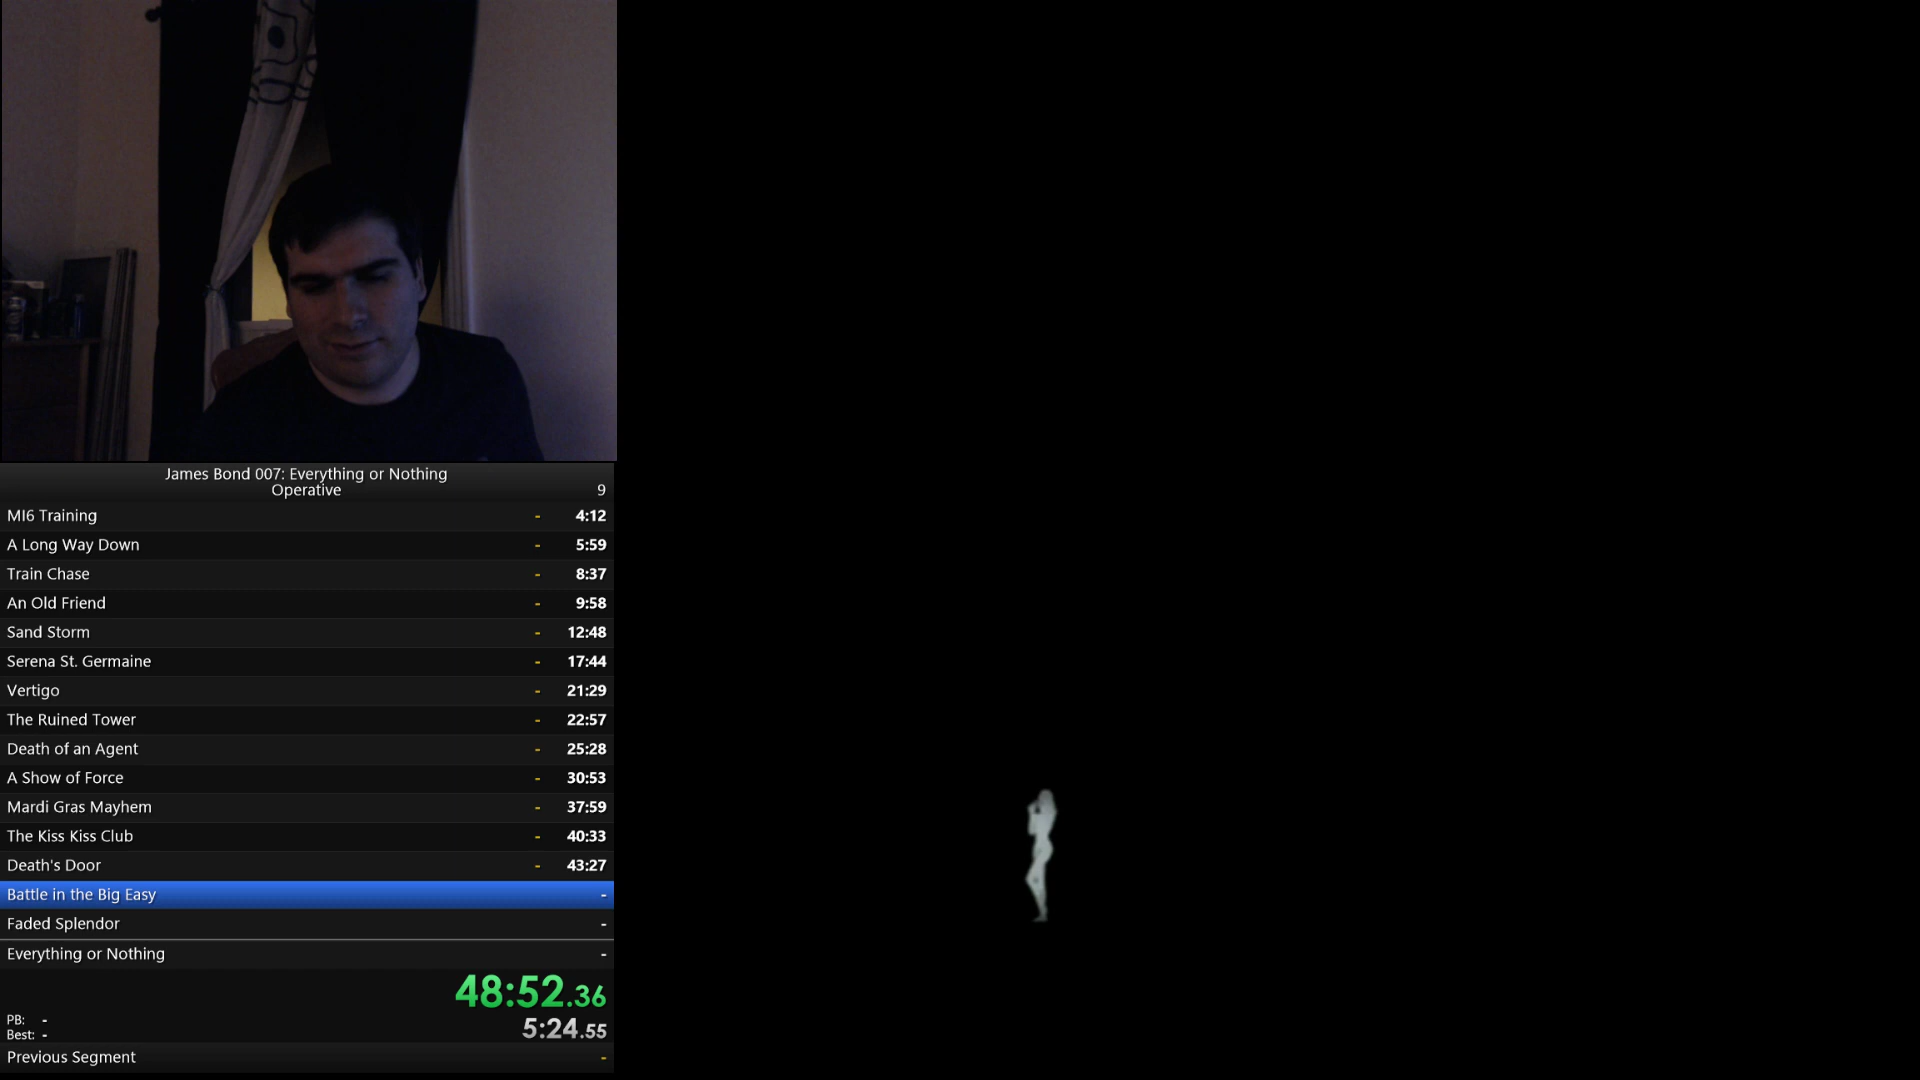 James Bond 007: Everything or Nothing
Operative 9
MI6 Training - 4:12
A Long Way Down - 5:59
Train Chase - 8:37
An Old Friend - 9:58
Sand Storm - 12:48
Serena St. Germaine - 17:44
Vertigo - 21:29
The Ruined Tower - 22:57
Death of an Agent - 25:28
A Show of Force - 30:53
Mardi Gras Mayhem - 37:59
The Kiss Kiss Club - 40:33
Death's Door - 43:27
Battle in the Big Easy -
Faded Splendor -
Everything or Nothing -
48:52.36
PB: -
Best: -
5:24.55
Previous Segment -